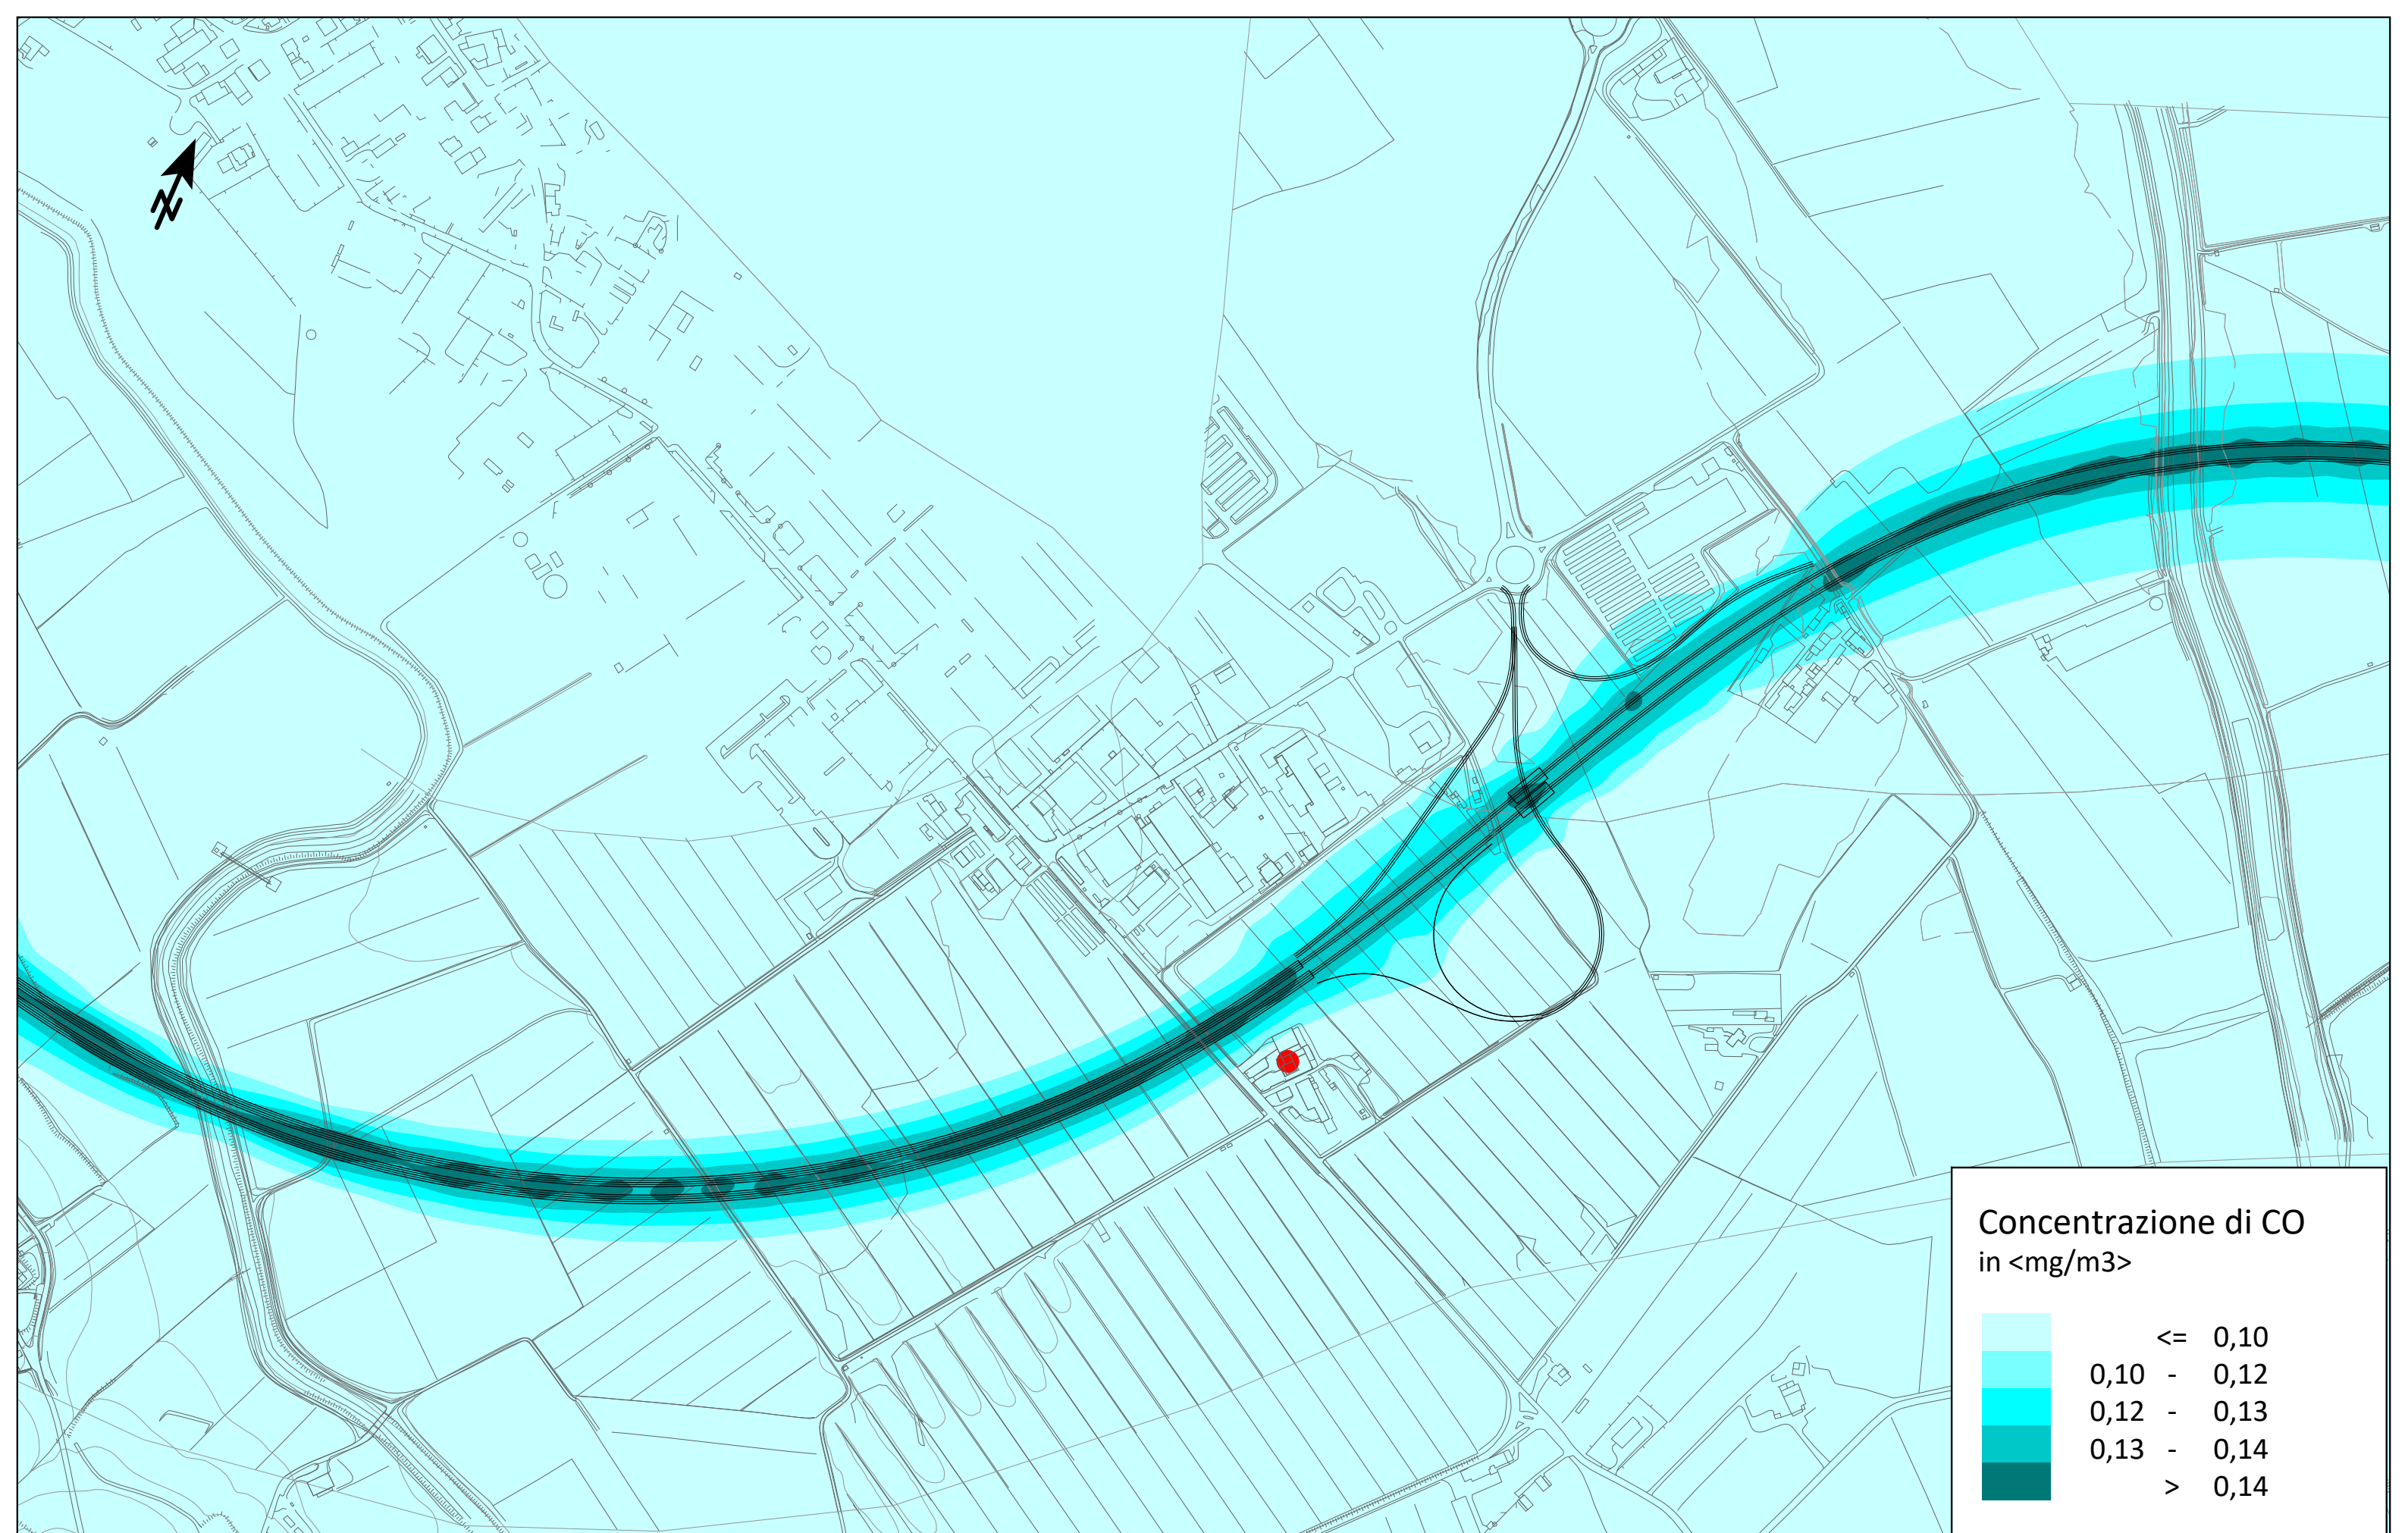 N
Concentrazione di CO
in <mg/m3>
<= 0,10
0,10 - 0,12
0,12 - 0,13
0,13 - 0,14
> 0,14